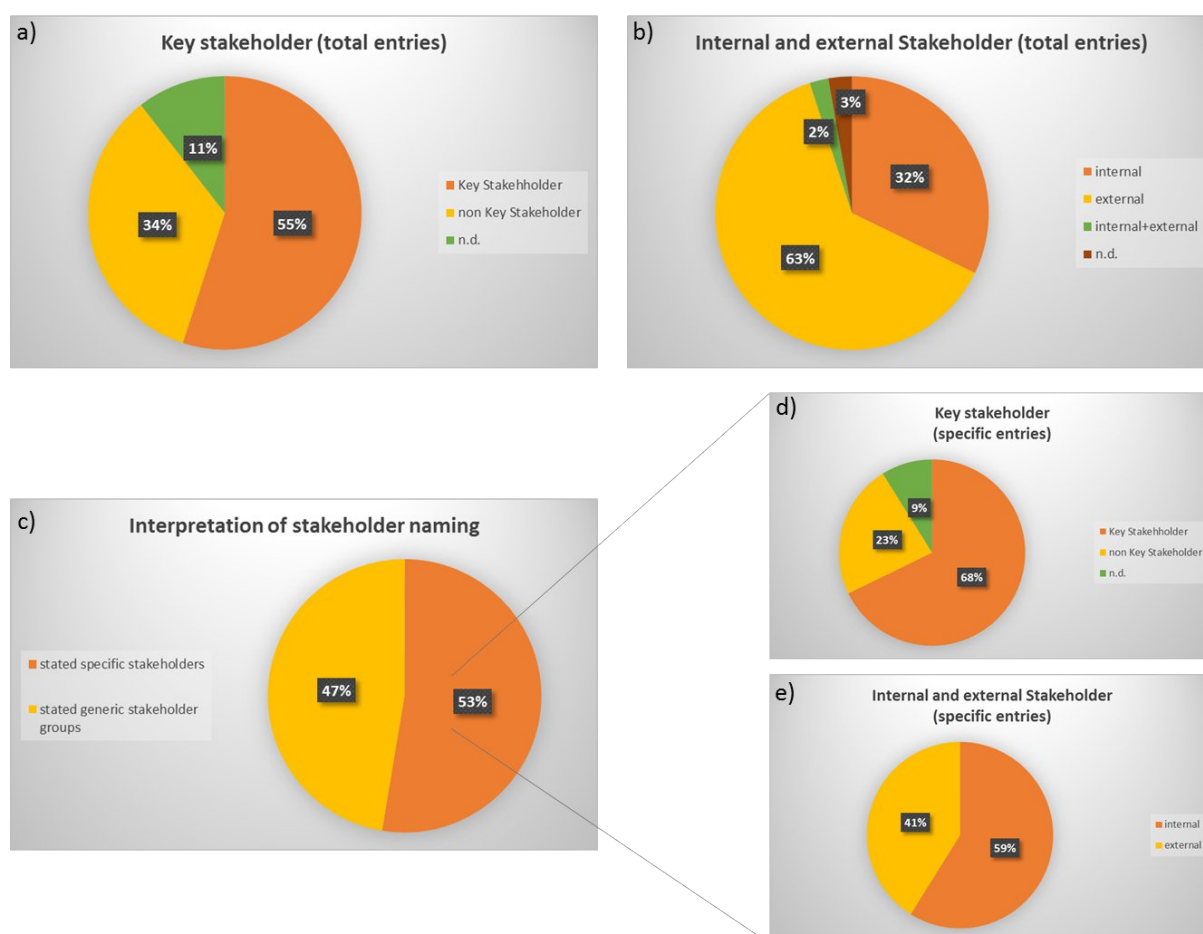 a)
Key stakeholder (total entries)
11%
34%
55%
Key Stakehholder
non Key Stakeholder
n.d.
b)
Internal and external Stakeholder (total entries)
3%
2%
32%
63%
internal
external
internal+external
n.d.
c)
Interpretation of stakeholder naming
stated specific stakeholders
stated generic stakeholder
groups
47%
53%
d)
Key stakeholder
(specific entries)
9%
23%
68%
Key Stakehholder
non Key Stakeholder
n.d.
e)
Internal and external Stakeholder
(specific entries)
41%
59%
internal
external